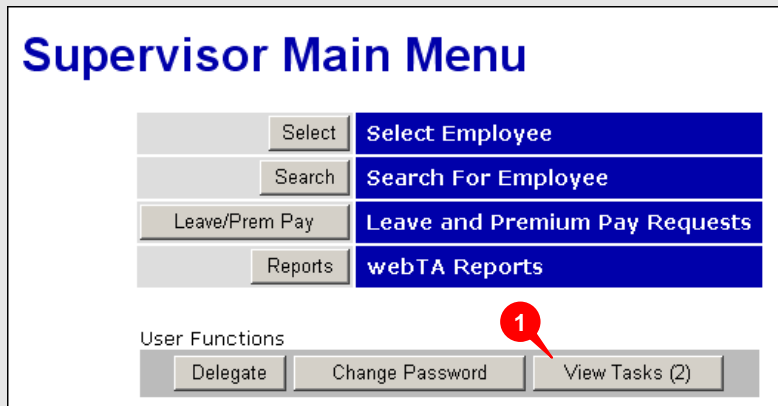 Supervisor Main Menu
Select Select Employee
Search Search For Employee
Leave/Prem Pay Leave and Premium Pay Requests
Reports webTA Reports
1
User Functions
Delegate Change Password View Tasks (2)